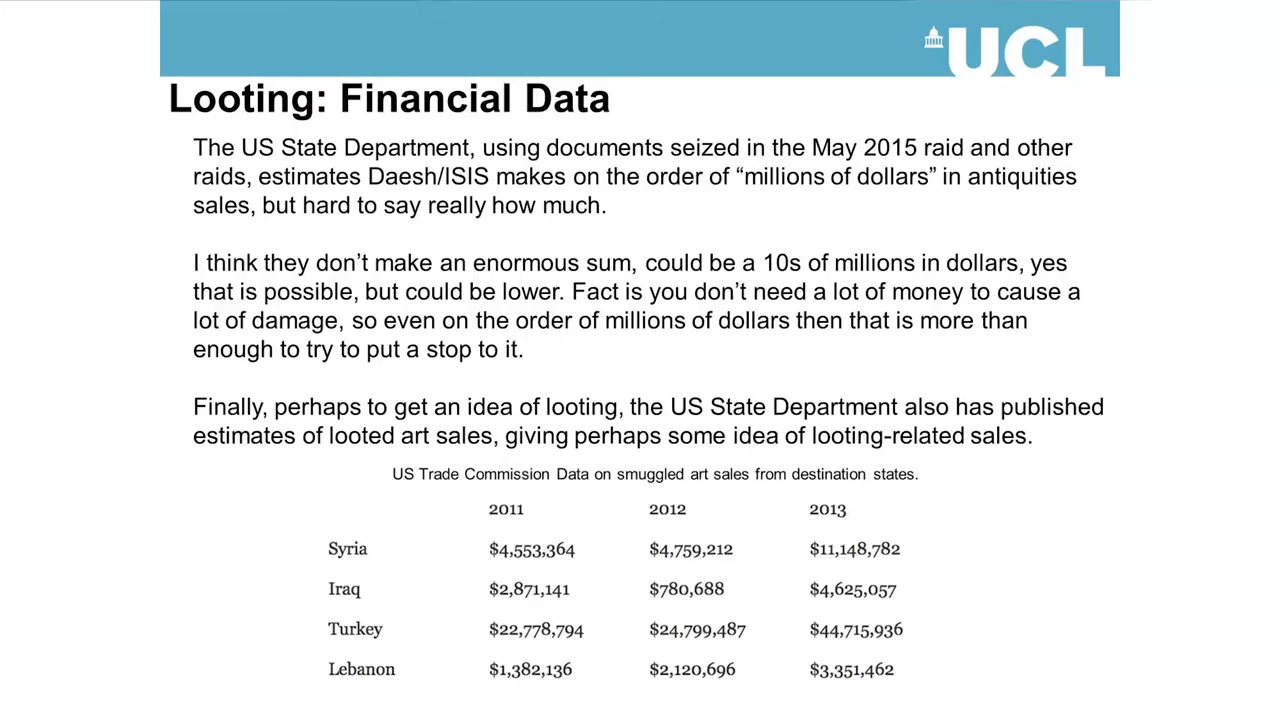 UCL
Looting: Financial Data
The US State Department, using documents seized in the May 2015 raid and other
raids, estimates Daesh/ISIS makes on the order of “millions of dollars” in antiquities
sales, but hard to say really how much.
I think they don’t make an enormous sum, could be a 10s of millions in dollars, yes
that is possible, but could be lower. Fact is you don’t need a lot of money to cause a
lot of damage, so even on the order of millions of dollars then that is more than
enough to try to put a stop to it.
Finally, perhaps to get an idea of looting, the US State Department also has published
estimates of looted art sales, giving perhaps some idea of looting-related sales.
US Trade Commission Data on smuggled art sales from destination states.
2011 2012 2013
Syria $4,553,364 $4,759,212 $11,148,782
Iraq $2,871,141 $780,688 $4,625,057
Turkey $22,778,794 $24,799,487 $44,715,936
Lebanon $1,382,136 $2,120,696 $3,351,462